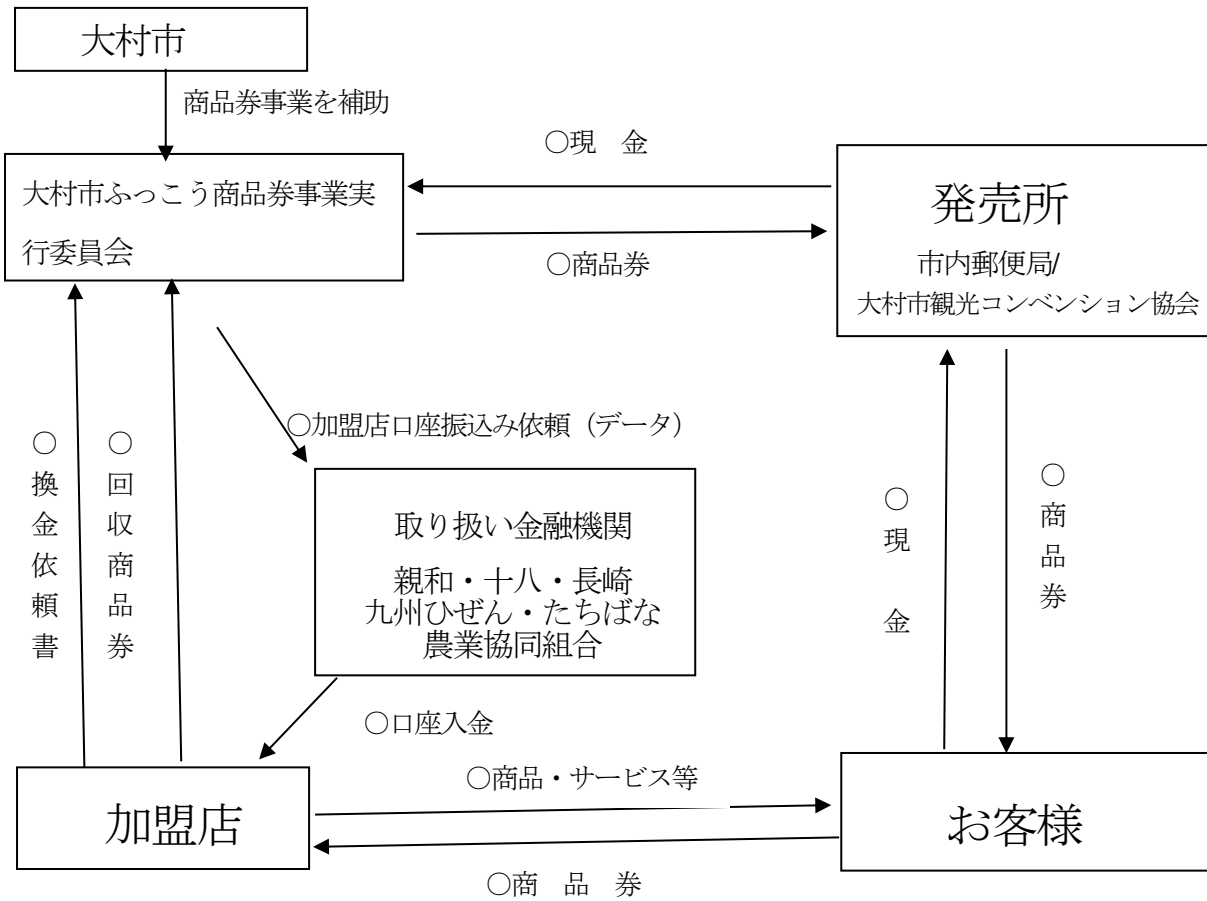 大村市
商品券事業を補助
○現　金
大村市ふっこう商品券事業実
行委員会
発売所
市内郵便局/
大村市観光コンベンション協会
○商品券
○加盟店口座振込み依頼（データ）
○換金依頼書
○回収商品券
取り扱い金融機関
親和・十八・長崎
九州ひぜん・たちばな
農業協同組合
○現　金
○商品券
○口座入金
○商品・サービス等
加盟店
お客様
○商　品　券